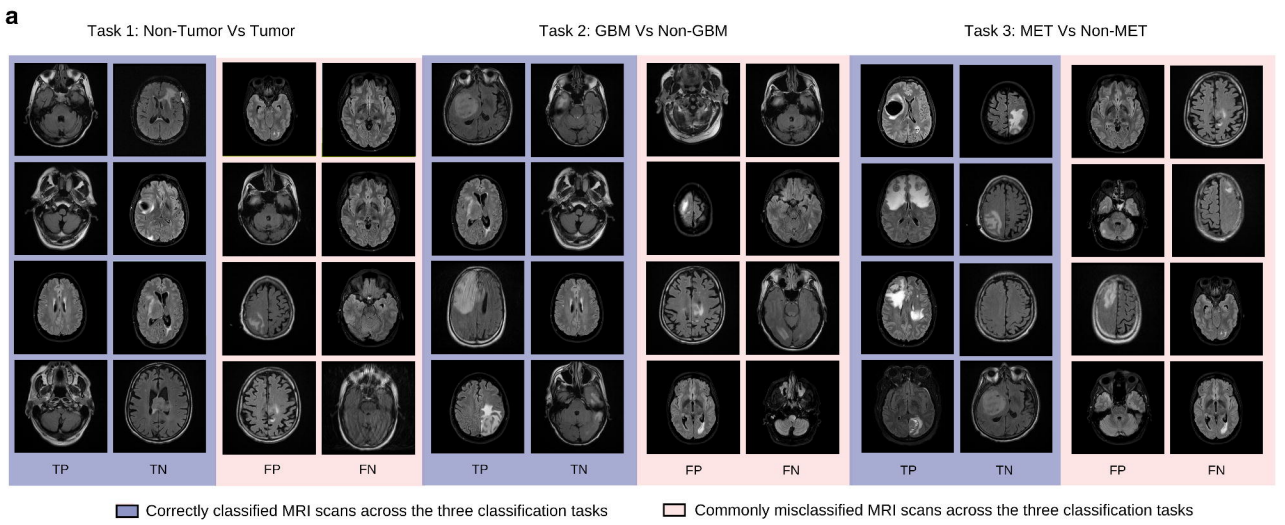 a
Task 1: Non-Tumor Vs Tumor
Task 2: GBM Vs Non-GBM
Task 3: MET Vs Non-MET
TP TN FP FN TP TN FP FN TP TN FP FN
Correctly classified MRI scans across the three classification tasks
Commonly misclassified MRI scans across the three classification tasks